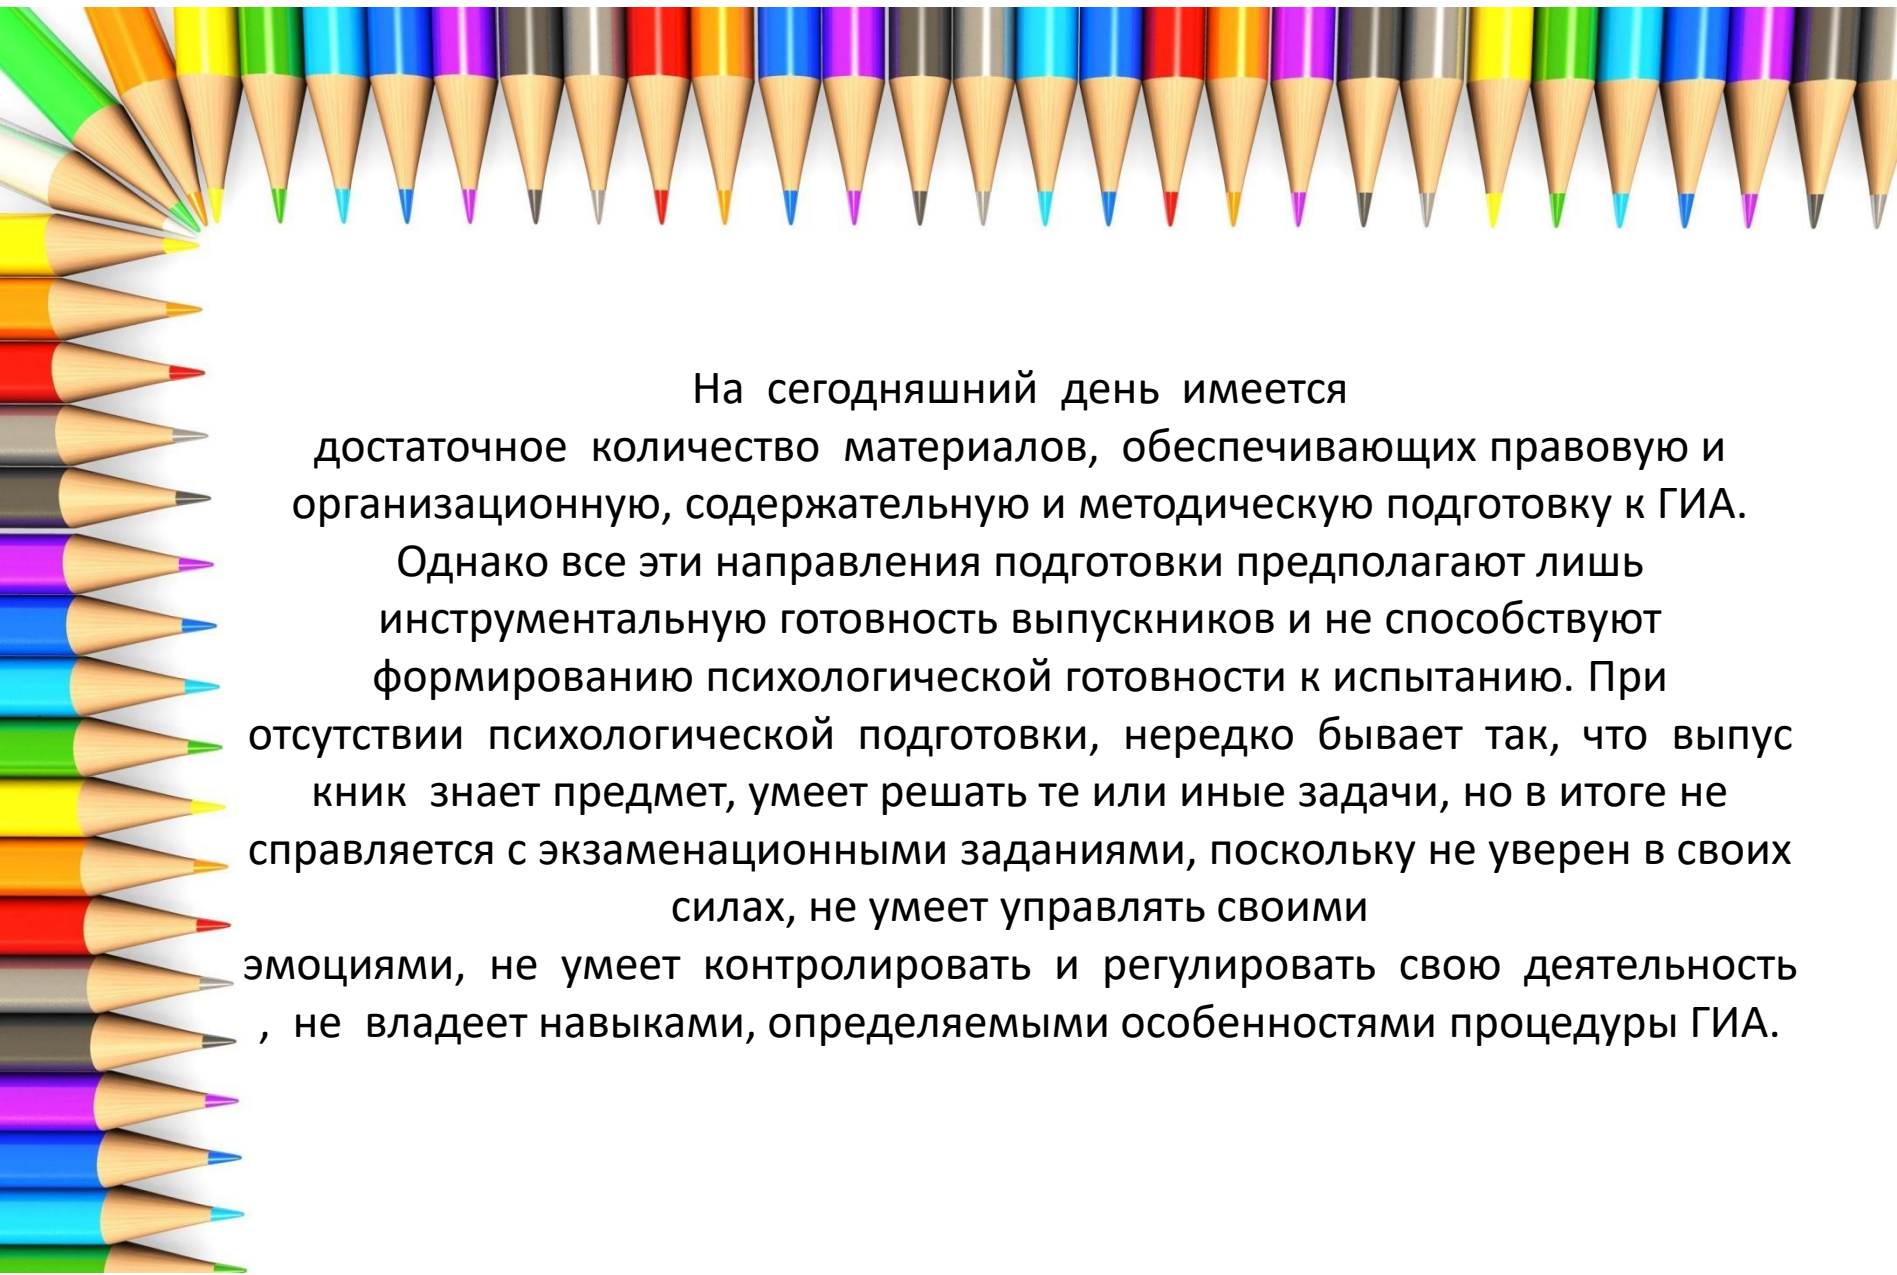 На сегодняшний день имеется
достаточное количество материалов, обеспечивающих правовую и
организационную, содержательную и методическую подготовку к ГИА.
Однако все эти направления подготовки предполагают лишь
инструментальную готовность выпускников и не способствуют
формированию психологической готовности к испытанию. При
отсутствии психологической подготовки, нередко бывает так, что выпус
кник знает предмет, умеет решать те или иные задачи, но в итоге не
справляется с экзаменационными заданиями, поскольку не уверен в своих
силах, не умеет управлять своими
эмоциями, не умеет контролировать и регулировать свою деятельность
, не владеет навыками, определяемыми особенностями процедуры ГИА.